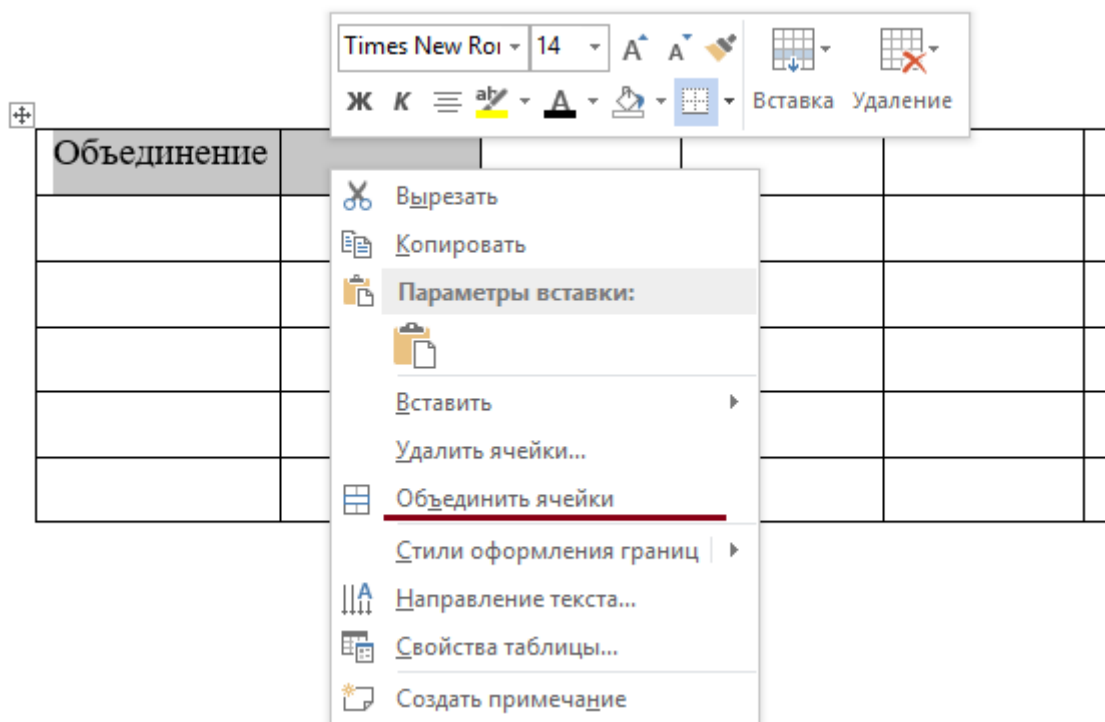 Times New Roı 14
Ж К Вставка Удаление
Объединение
Вырезать
Копировать
Параметры вставки:
Вставить
Удалить ячейки...
Объединить ячейки
Стили оформления границ
Направление текста...
Свойства таблицы...
Создать примечание